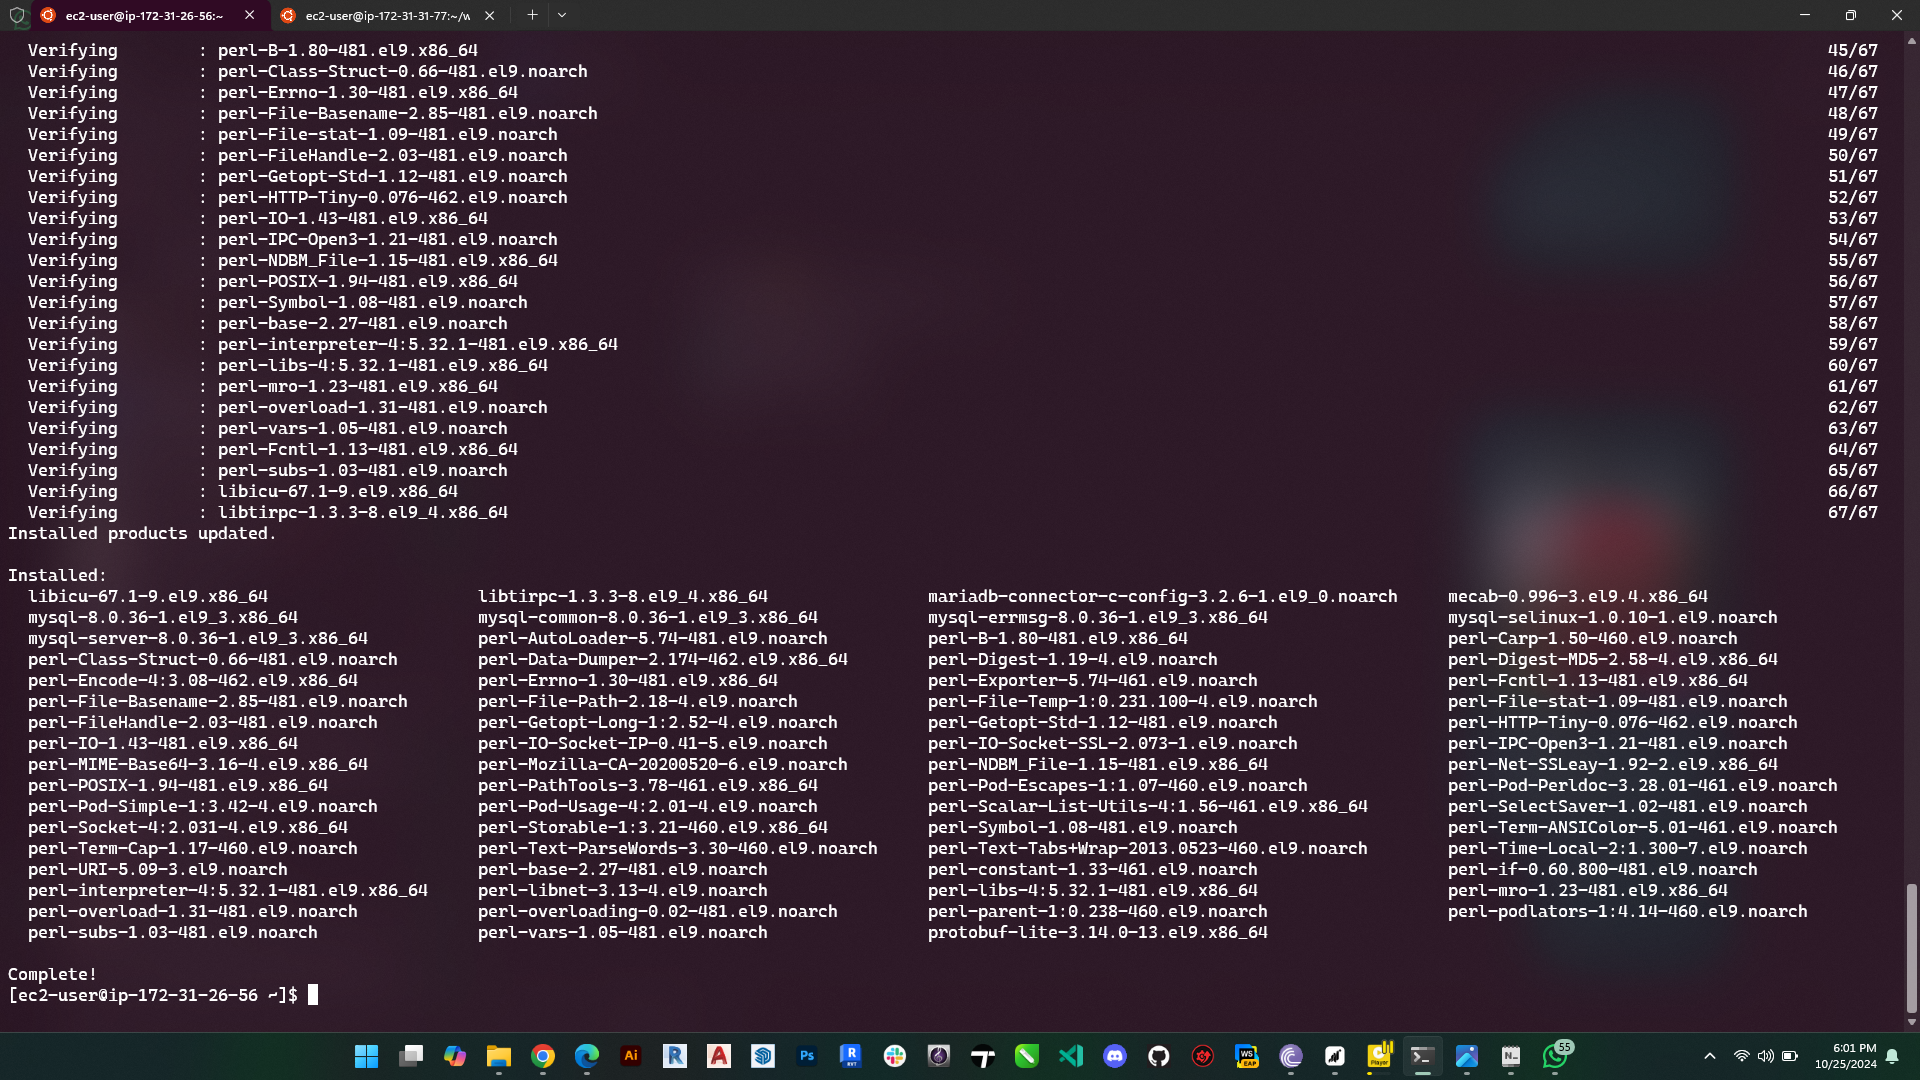 ec2-user@ip-172-31-26-56:~
ec2-user@ip-172-31-31-77:~/w
Verifying : perl-B-1.80-481.el9.x86_64 45/67
Verifying : perl-Class-Struct-0.66-481.el9.noarch 46/67
Verifying : perl-Errno-1.30-481.el9.x86_64 47/67
Verifying : perl-File-Basename-2.85-481.el9.noarch 48/67
Verifying : perl-File-stat-1.09-481.el9.noarch 49/67
Verifying : perl-FileHandle-2.03-481.el9.noarch 50/67
Verifying : perl-Getopt-Std-1.12-481.el9.noarch 51/67
Verifying : perl-HTTP-Tiny-0.076-462.el9.noarch 52/67
Verifying : perl-IO-1.43-481.el9.x86_64 53/67
Verifying : perl-IPC-Open3-1.21-481.el9.noarch 54/67
Verifying : perl-NDBM_File-1.15-481.el9.x86_64 55/67
Verifying : perl-POSIX-1.94-481.el9.x86_64 56/67
Verifying : perl-Symbol-1.08-481.el9.noarch 57/67
Verifying : perl-base-2.27-481.el9.noarch 58/67
Verifying : perl-interpreter-4:5.32.1-481.el9.x86_64 59/67
Verifying : perl-libs-4:5.32.1-481.el9.x86_64 60/67
Verifying : perl-mro-1.23-481.el9.x86_64 61/67
Verifying : perl-overload-1.31-481.el9.noarch 62/67
Verifying : perl-vars-1.05-481.el9.noarch 63/67
Verifying : perl-Fcntl-1.13-481.el9.x86_64 64/67
Verifying : perl-subs-1.03-481.el9.noarch 65/67
Verifying : libicu-67.1-9.el9.x86_64 66/67
Verifying : libtirpc-1.3.3-8.el9_4.x86_64 67/67
Installed products updated.
Installed:
libicu-67.1-9.el9.x86_64 libtirpc-1.3.3-8.el9_4.x86_64 mariadb-connector-c-config-3.2.6-1.el9_0.noarch mecab-0.996-3.el9.4.x86_64
mysql-8.0.36-1.el9_3.x86_64 mysql-common-8.0.36-1.el9_3.x86_64 mysql-errmsg-8.0.36-1.el9_3.x86_64 mysql-selinux-1.0.10-1.el9.noarch
mysql-server-8.0.36-1.el9_3.x86_64 perl-AutoLoader-5.74-481.el9.noarch perl-B-1.80-481.el9.x86_64 perl-Carp-1.50-460.el9.noarch
perl-Class-Struct-0.66-481.el9.noarch perl-Data-Dumper-2.174-462.el9.x86_64 perl-Digest-1.19-4.el9.noarch perl-Digest-MD5-2.58-4.el9.x86_64
perl-Encode-4:3.08-462.el9.x86_64 perl-Errno-1.30-481.el9.x86_64 perl-Exporter-5.74-461.el9.noarch perl-Fcntl-1.13-481.el9.x86_64
perl-File-Basename-2.85-481.el9.noarch perl-File-Path-2.18-4.el9.noarch perl-File-Temp-1:0.231.100-4.el9.noarch perl-File-stat-1.09-481.el9.noarch
perl-FileHandle-2.03-481.el9.noarch perl-Getopt-Long-1:2.52-4.el9.noarch perl-Getopt-Std-1.12-481.el9.noarch perl-HTTP-Tiny-0.076-462.el9.noarch
perl-IO-1.43-481.el9.x86_64 perl-IO-Socket-IP-0.41-5.el9.noarch perl-IO-Socket-SSL-2.073-1.el9.noarch perl-IPC-Open3-1.21-481.el9.noarch
perl-MIME-Base64-3.16-4.el9.x86_64 perl-Mozilla-CA-20200520-6.el9.noarch perl-NDBM_File-1.15-481.el9.x86_64 perl-Net-SSLeay-1.92-2.el9.x86_64
perl-POSIX-1.94-481.el9.x86_64 perl-PathTools-3.78-461.el9.x86_64 perl-Pod-Escapes-1:1.07-460.el9.noarch perl-Pod-Perldoc-3.28.01-461.el9.noarch
perl-Pod-Simple-1:3.42-4.el9.noarch perl-Pod-Usage-4:2.01-4.el9.noarch perl-Scalar-List-Utils-4:1.56-461.el9.x86_64 perl-SelectSaver-1.02-481.el9.noarch
perl-Socket-4:2.031-4.el9.x86_64 perl-Storable-1:3.21-460.el9.x86_64 perl-Symbol-1.08-481.el9.noarch perl-Term-ANSIColor-5.01-461.el9.noarch
perl-Term-Cap-1.17-460.el9.noarch perl-Text-ParseWords-3.30-460.el9.noarch perl-Text-Tabs+Wrap-2013.0523-460.el9.noarch perl-Time-Local-2:1.300-7.el9.noarch
perl-URI-5.09-3.el9.noarch perl-base-2.27-481.el9.noarch perl-constant-1.33-461.el9.noarch perl-if-0.60.800-481.el9.noarch
perl-interpreter-4:5.32.1-481.el9.x86_64 perl-libnet-3.13-4.el9.noarch perl-libs-4:5.32.1-481.el9.x86_64 perl-mro-1.23-481.el9.x86_64
perl-overload-1.31-481.el9.noarch perl-overloading-0.02-481.el9.noarch perl-parent-1:0.238-460.el9.noarch perl-podlators-1:4.14-460.el9.noarch
perl-subs-1.03-481.el9.noarch perl-vars-1.05-481.el9.noarch protobuf-lite-3.14.0-13.el9.x86_64
Complete!
[ec2-user@ip-172-31-26-56 ~]$
Ai R A Ps R RVT WS EAP Player N 55
6:01 PM
10/25/2024